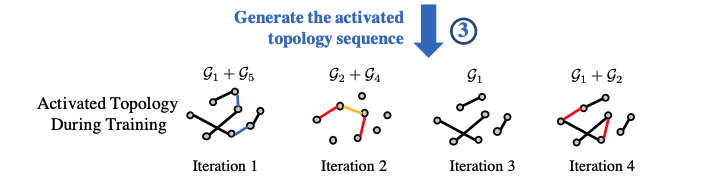 Generate the activated
topology sequence
③
𝒢₁ + 𝒢₅
𝒢₂ + 𝒢₄
𝒢₁
𝒢₁ + 𝒢₂
Activated Topology
During Training
Iteration 1
Iteration 2
Iteration 3
Iteration 4